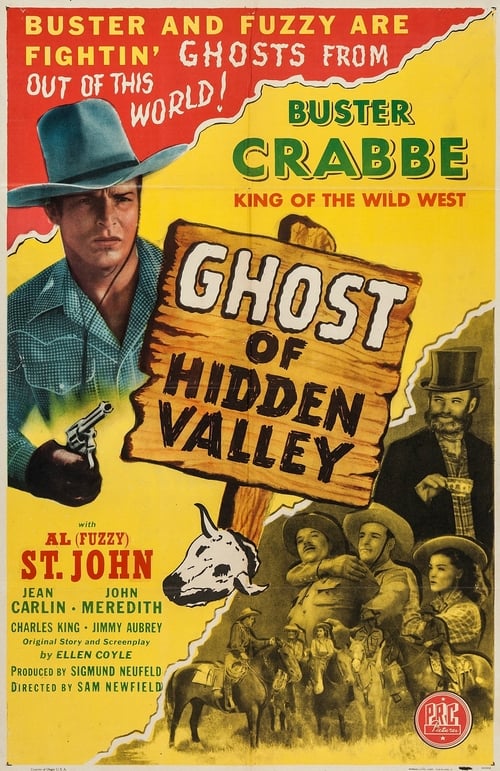 BUSTER AND FUZZY ARE
FIGHTIN' GHOSTS FROM
OUT OF THIS
WORLD!
BUSTER
CRABBE
KING OF THE WILD WEST
GHOST
OF
HIDDEN
VALLEY
with
AL (FUZZY)
ST. JOHN
JEAN CARLIN · JOHN MEREDITH
CHARLES KING · JIMMY AUBREY
Original Story and Screenplay
by ELLEN COYLE
PRODUCED BY SIGMUND NEUFELD
DIRECTED BY SAM NEWFIELD
PRC
Pictures